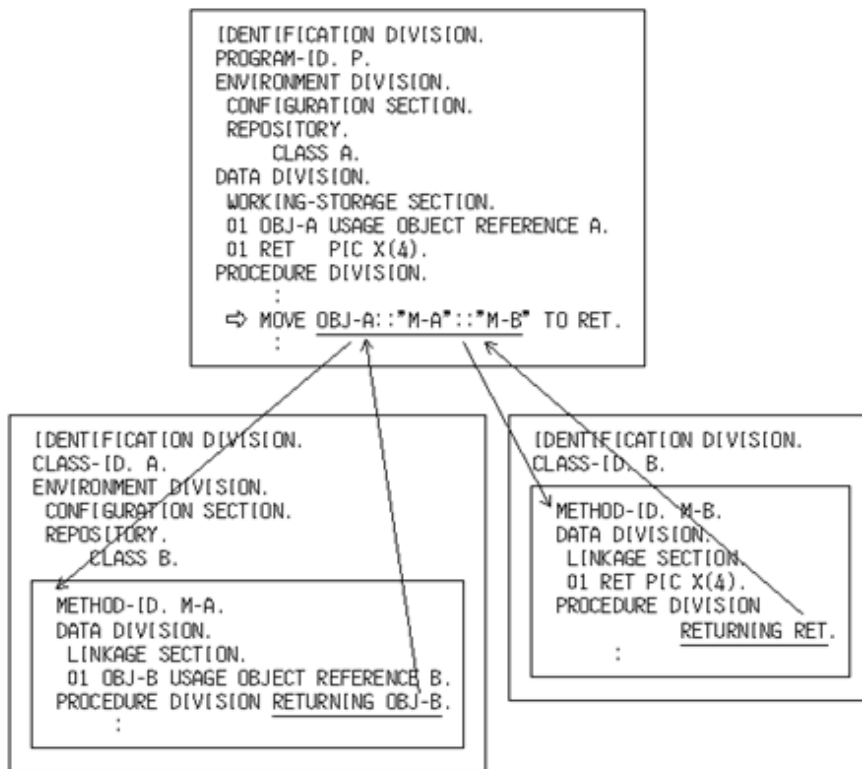 IDENTIFICATION DIVISION.
PROGRAM-ID. P.
ENVIRONMENT DIVISION.
CONFIGURATION SECTION.
REPOSITORY.
CLASS A.
DATA DIVISION.
WORKING-STORAGE SECTION.
01 OBJ-A USAGE OBJECT REFERENCE A.
01 RET PIC X(4).
PROCEDURE DIVISION.
:
⇨ MOVE OBJ-A::"M-A"::"M-B" TO RET.
:
IDENTIFICATION DIVISION.
CLASS-ID. A.
ENVIRONMENT DIVISION.
CONFIGURATION SECTION.
REPOSITORY.
CLASS B.
METHOD-ID. M-A.
DATA DIVISION.
LINKAGE SECTION.
01 OBJ-B USAGE OBJECT REFERENCE B.
PROCEDURE DIVISION RETURNING OBJ-B.
:
IDENTIFICATION DIVISION.
CLASS-ID. B.
METHOD-ID. M-B.
DATA DIVISION.
LINKAGE SECTION.
01 RET PIC X(4).
PROCEDURE DIVISION
RETURNING RET.
: